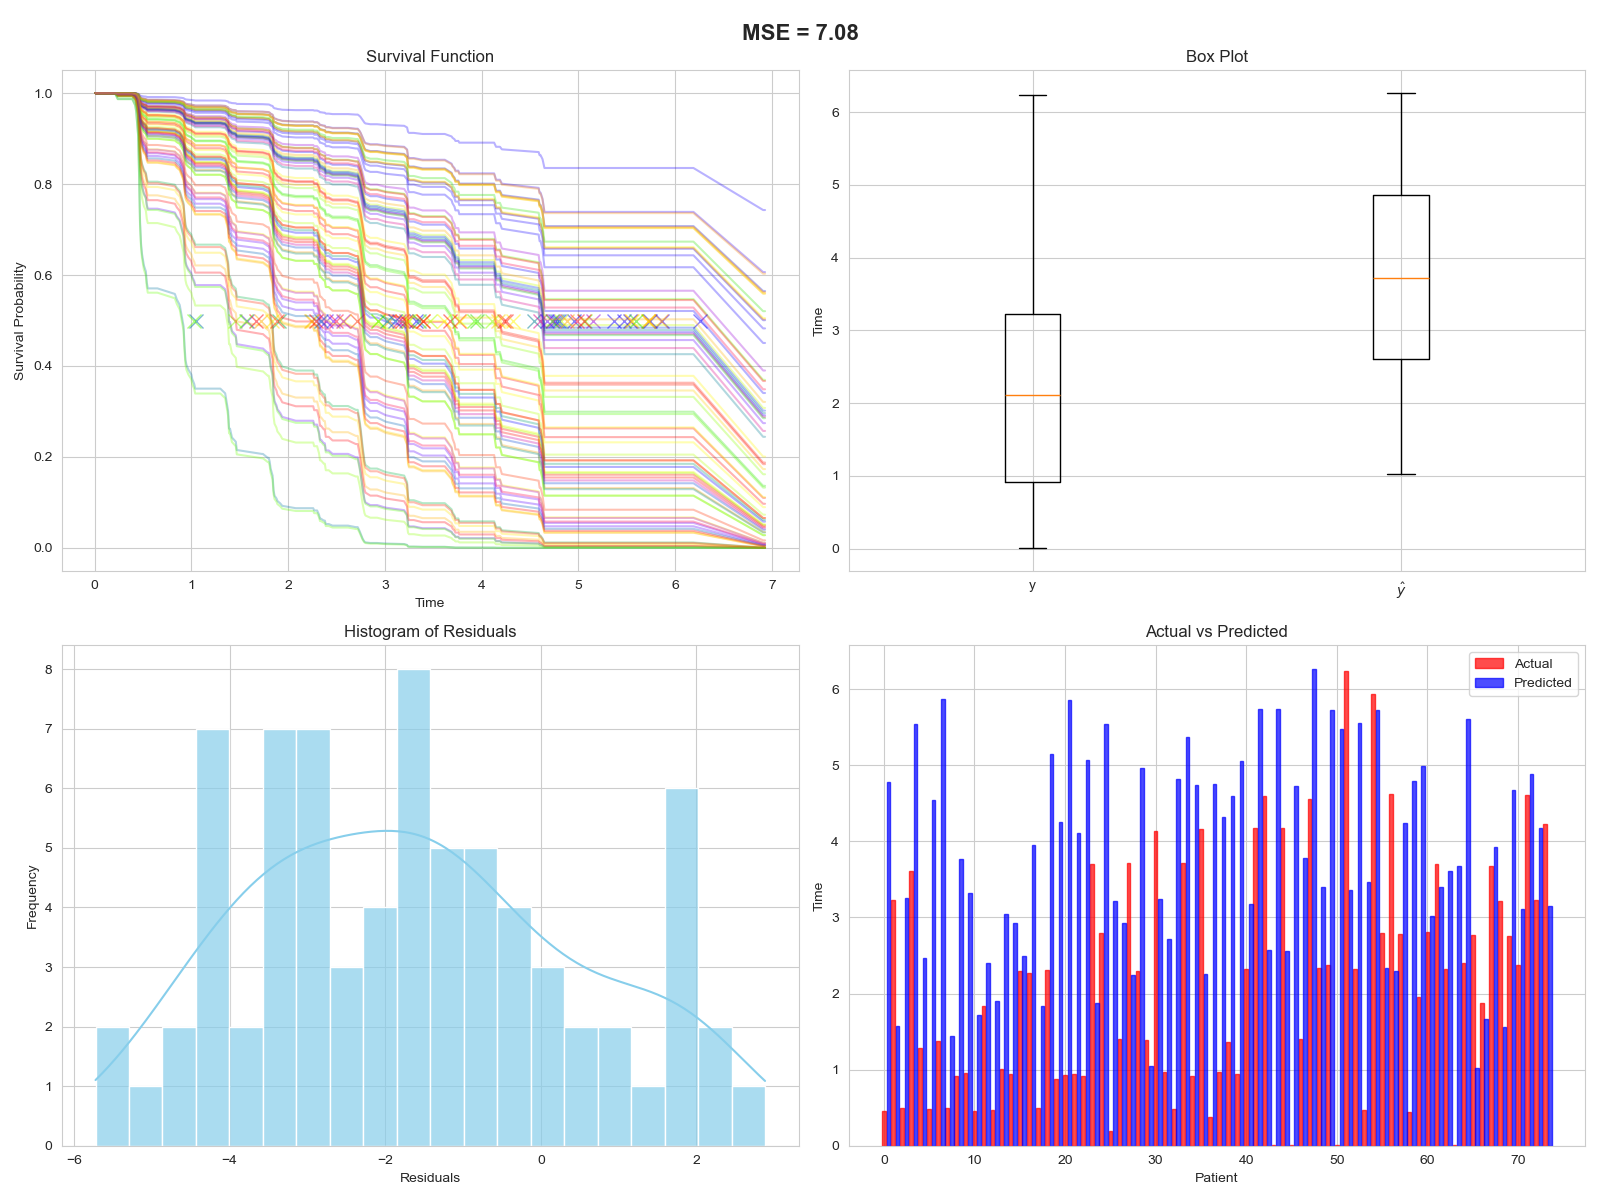 MSE = 7.08
Survival Function
1.0
0.8
0.6
0.4
0.2
0.0
Survival Probability
0 1 2 3 4 5 6 7
Time
Box Plot
6
5
4
3
2
1
0
Time
y ŷ
Histogram of Residuals
8
7
6
5
4
3
2
1
0
Frequency
−6 −4 −2 0 2
Residuals
Actual vs Predicted
Actual
Predicted
6
5
4
3
2
1
0
Time
0 10 20 30 40 50 60 70
Patient